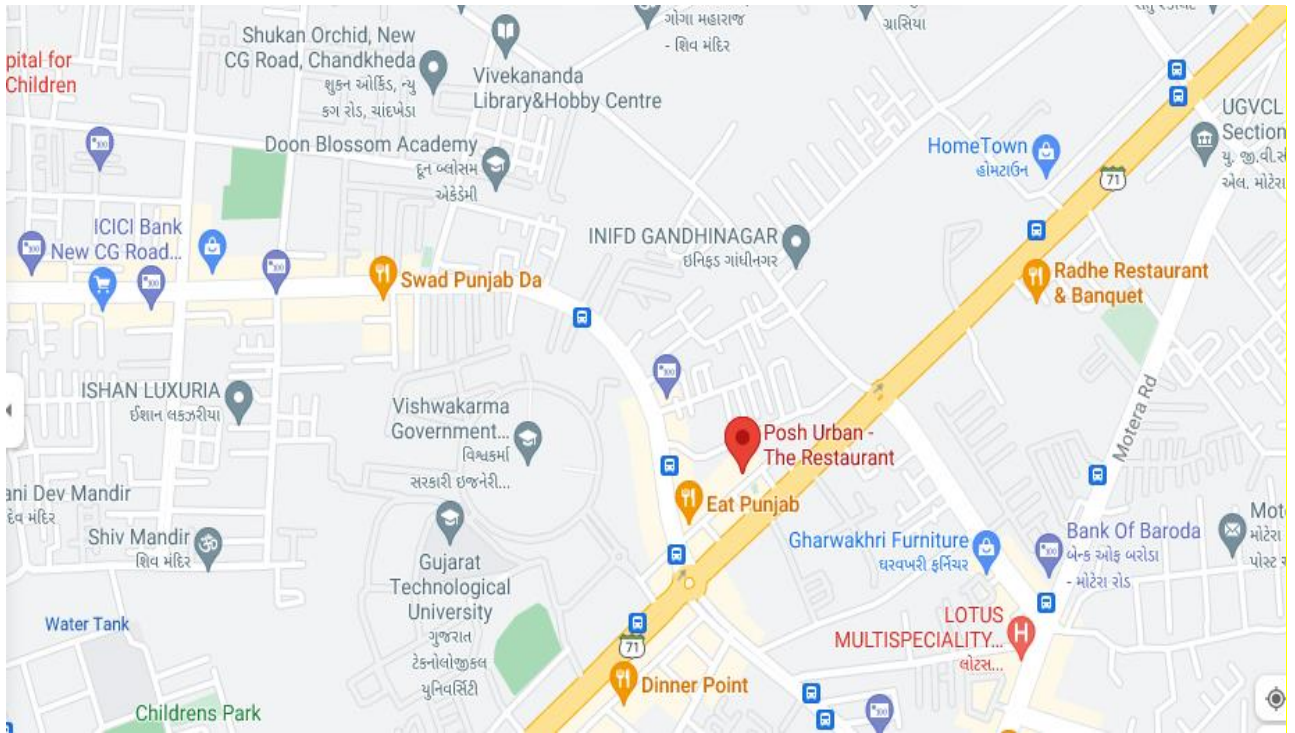 ગોગા મહારાજ
- શિવ મંદિર
ગ્રાસિયા
Shukan Orchid, New
CG Road, Chandkheda
શુકન ઓર્કિડ, ન્યુ
કગ રોડ, ચાંદખેડા
pital for
Children
Vivekananda
Library&Hobby Centre
UGVCL
Section
યુ. જી.વી.સ
એલ. મોટેરા
Doon Blossom Academy
દૂન બ્લોસમ
એકેડેમી
HomeTown
હોમટાઉન
71
ICICI Bank
New CG Road...
INIFD GANDHINAGAR
ઇનિફડ ગાંધીનગર
Swad Punjab Da
Radhe Restaurant
& Banquet
ISHAN LUXURIA
ઈશાન લકઝરીયા
Vishwakarma
Government...
વિશ્વકર્મા
સરકારી ઇજનેરી...
Motera Rd
Posh Urban -
The Restaurant
ani Dev Mandir
દેવ મંદિર
Eat Punjab
Shiv Mandir
શિવ મંદિર
Gharwakhri Furniture
ઘરવખરી ફર્નિચર
Bank Of Baroda
બેન્ક ઓફ બરોડા
- મોટેરા રોડ
Mot
મોટેરા
પોસ્ટ
Gujarat
Technological
University
ગુજરાત
ટેકનોલોજીકલ
યુનિવર્સિટી
Water Tank
LOTUS
MULTISPECIALITY...
લોટસ...
71
Dinner Point
Childrens Park